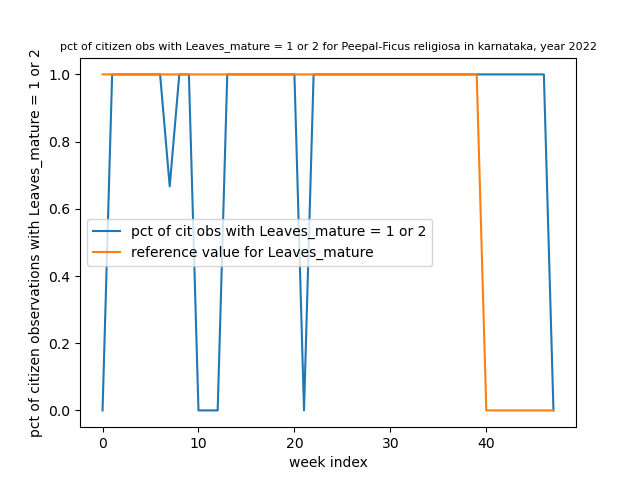 pct of citizen obs with Leaves_mature = 1 or 2 for Peepal-Ficus religiosa in karnataka, year 2022
pct of citizen observations with Leaves_mature = 1 or 2
1.0
0.8
0.6
0.4
0.2
0.0
pct of cit obs with Leaves_mature = 1 or 2
reference value for Leaves_mature
0 10 20 30 40
week index